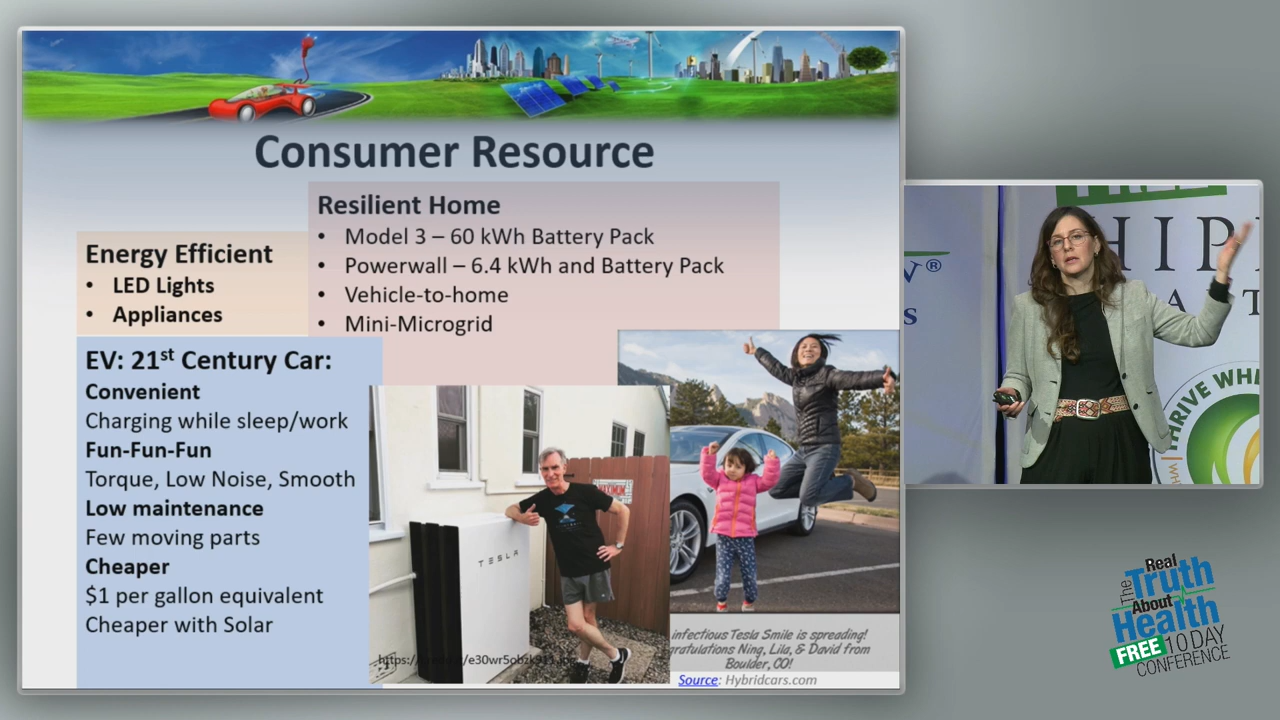 Consumer Resource
Resilient Home
• Model 3 – 60 kWh Battery Pack
• Powerwall – 6.4 kWh and Battery Pack
• Vehicle-to-home
• Mini-Microgrid
Energy Efficient
• LED Lights
• Appliances
EV: 21st Century Car:
Convenient
Charging while sleep/work
Fun-Fun-Fun
Torque, Low Noise, Smooth
Low maintenance
Few moving parts
Cheaper
$1 per gallon equivalent
Cheaper with Solar
MAXIMUM
TESLA
infectious Tesla Smile is spreading!
gratulations Ning, Lila, & David from
Boulder, CO!
Source: Hybridcars.com
HIP
®
S
A T
THRIVE WH
The Real
Truth
About
Health
FREE 10 DAY
CONFERENCE